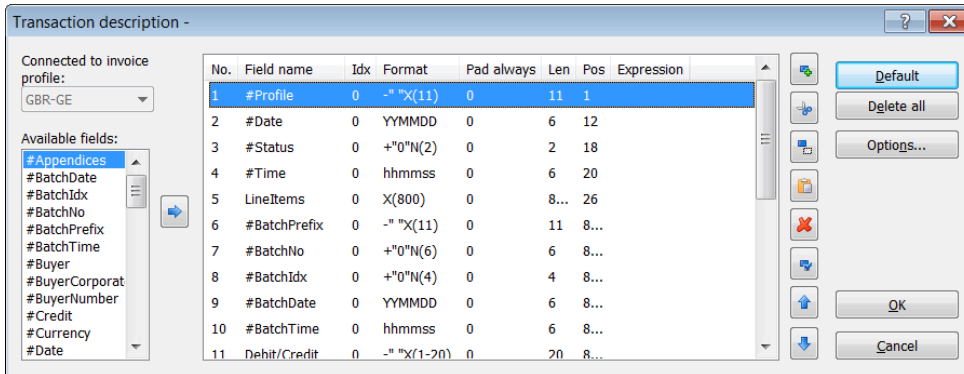 Transaction description -
Connected to invoice
profile:
GBR-GE
Available fields:
#Appendices
#BatchDate
#BatchIdx
#BatchNo
#BatchPrefix
#BatchTime
#Buyer
#BuyerCorporat
#BuyerNumber
#Credit
#Currency
#Date
No. Field name Idx Format Pad always Len Pos Expression
1 #Profile 0 -" "X(11) 0 11 1
2 #Date 0 YYMMDD 0 6 12
3 #Status 0 +"0"N(2) 0 2 18
4 #Time 0 hhmmss 0 6 20
5 LineItems 0 X(800) 0 8... 26
6 #BatchPrefix 0 -" "X(11) 0 11 8...
7 #BatchNo 0 +"0"N(6) 0 6 8...
8 #BatchIdx 0 +"0"N(4) 0 4 8...
9 #BatchDate 0 YYMMDD 0 6 8...
10 #BatchTime 0 hhmmss 0 6 8...
11 Debit/Credit 0 -" "X(1-20) 0 20 8...
Default
Delete all
Options...
OK
Cancel